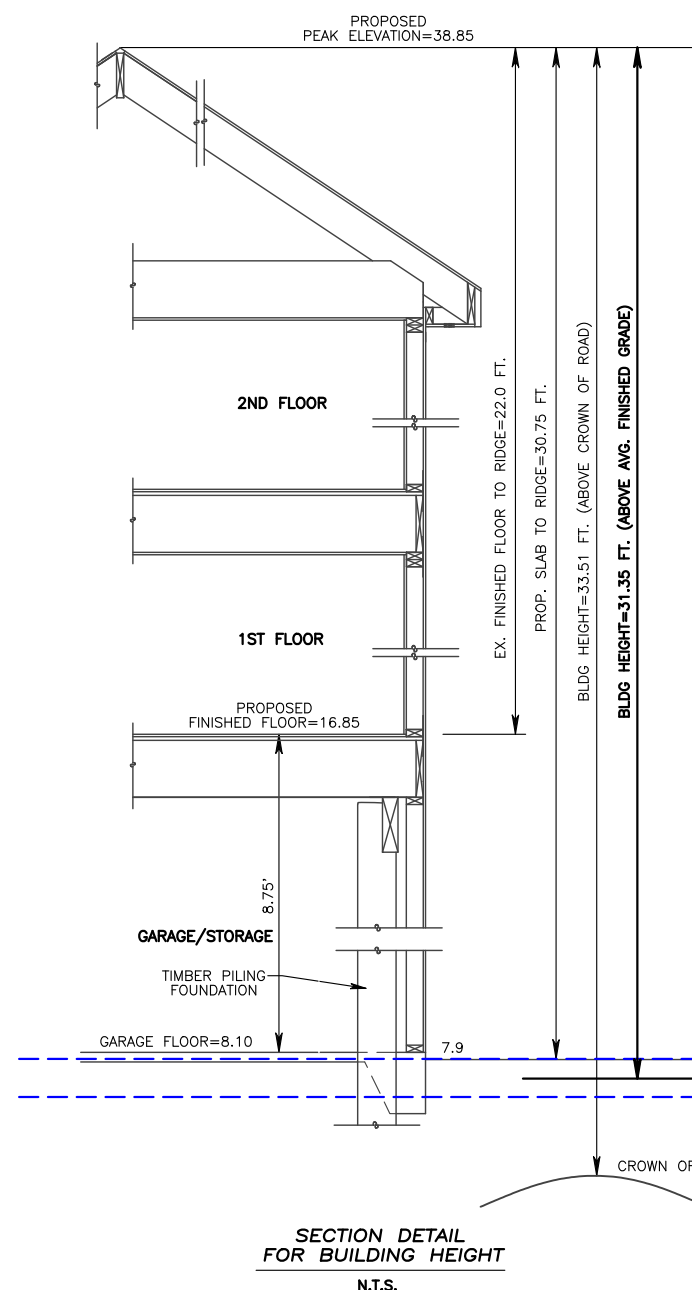 PROPOSED
PEAK ELEVATION=38.85
2ND FLOOR
EX. FINISHED FLOOR TO RIDGE=22.0 FT.
PROP. SLAB TO RIDGE=30.75 FT.
BLDG HEIGHT=33.51 FT. (ABOVE CROWN OF ROAD)
BLDG HEIGHT=31.35 FT. (ABOVE AVG. FINISHED GRADE)
1ST FLOOR
PROPOSED
FINISHED FLOOR=16.85
8.75'
GARAGE/STORAGE
TIMBER PILING
FOUNDATION
GARAGE FLOOR=8.10
7.9
CROWN OF
SECTION DETAIL
FOR BUILDING HEIGHT
N.T.S.